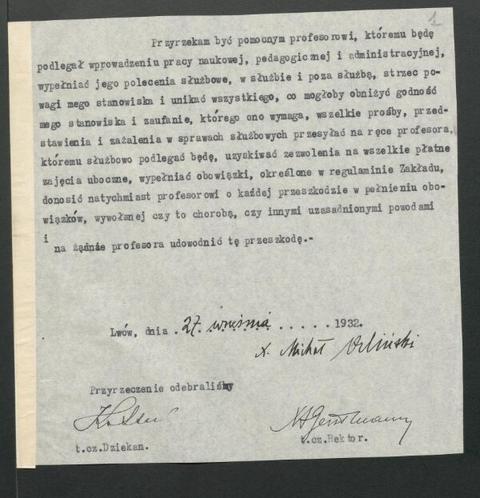 1
Przyrzekam być pomocnym profesorowi, któremu będę
podlegał wprowadzeniu pracy naukowej, pedagogicznej i administracyjnej,
wypełniać jego polecenia służbowe, w służbie i poza służbą, strzec po-
wagi mego stanowiska i unikać wszystkiego, co mogłoby obniżyć godność
mego stanowiska i zaufanie, którego ono wymaga, wszelkie prośby, przed-
stawienia i zażalenia w sprawach służbowych przesyłać na ręce profesora,
któremu służbowo podlegać będę, uzyskiwać zezwolenia na wszelkie płatne
zajęcia uboczne, wypełniać obowiązki, określone w regulaminie Zakładu,
donosić natychmiast profesorowi o każdej przeszkodzie w pełnieniu obo-
wiązków, wywołanej czy to chorobą, czy innymi uzasadnionymi powodami
i
na żądanie profesora udowodnić tę przeszkodę.-
Lwów, dnia . 27. września . . . . . 1932.
Michał Orliński
Przyrzeczenie odebraliśmy
t.cz.Dziekan. t.cz.Rektor.